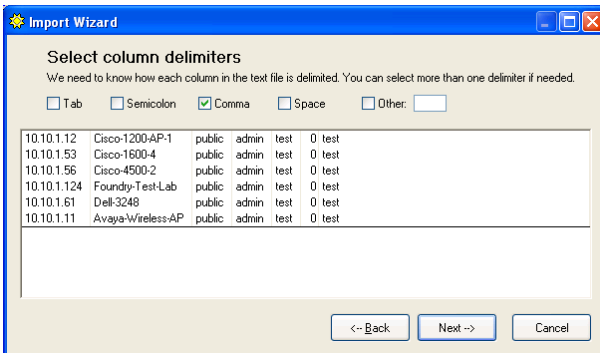 Import Wizard
Select column delimiters
We need to know how each column in the text file is delimited. You can select more than one delimiter if needed.
Tab Semicolon Comma Space Other:
10.10.1.12 Cisco-1200-AP-1 public admin test 0 test
10.10.1.53 Cisco-1600-4 public admin test 0 test
10.10.1.56 Cisco-4500-2 public admin test 0 test
10.10.1.124 Foundry-Test-Lab public admin test 0 test
10.10.1.61 Dell-3248 public admin test 0 test
10.10.1.11 Avaya-Wireless-AP public admin test 0 test
<-- Back Next --> Cancel